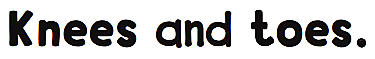 Knees and toes.